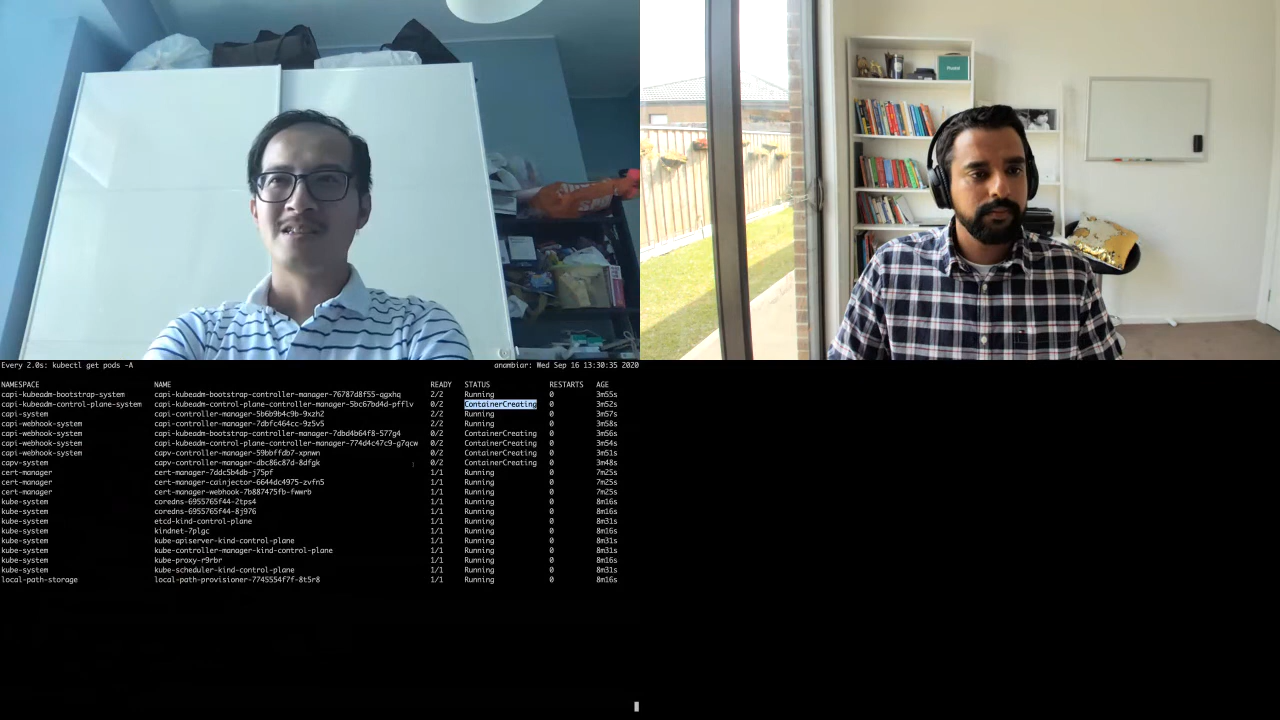 Every 2.0s: kubectl get pods -A anambiar: Wed Sep 16 13:30:35 2020
NAMESPACE NAME READY STATUS RESTARTS AGE
capi-kubeadm-bootstrap-system capi-kubeadm-bootstrap-controller-manager-76787d8f55-qgxhq 2/2 Running 0 3m55s
capi-kubeadm-control-plane-system capi-kubeadm-control-plane-controller-manager-5bc67bd4d-pfflv 0/2 ContainerCreating 0 3m52s
capi-system capi-controller-manager-5b6b9b4c9b-9xzh2 2/2 Running 0 3m57s
capi-webhook-system capi-controller-manager-7dbfc464cc-9z5v5 2/2 Running 0 3m58s
capi-webhook-system capi-kubeadm-bootstrap-controller-manager-7dbd4b64f8-577g4 0/2 ContainerCreating 0 3m56s
capi-webhook-system capi-kubeadm-control-plane-controller-manager-774d4c47c9-g7qcw 0/2 ContainerCreating 0 3m54s
capi-webhook-system capv-controller-manager-59bbffdb7-xpnwn 0/2 ContainerCreating 0 3m51s
capv-system capv-controller-manager-dbc86c87d-8dfgk 0/2 ContainerCreating 0 3m48s
cert-manager cert-manager-7ddc5b4db-j75pf 1/1 Running 0 7m25s
cert-manager cert-manager-cainjector-6644dc4975-zvfn5 1/1 Running 0 7m25s
cert-manager cert-manager-webhook-7b887475fb-fwwrb 1/1 Running 0 7m25s
kube-system coredns-6955765f44-2tps4 1/1 Running 0 8m16s
kube-system coredns-6955765f44-8j976 1/1 Running 0 8m16s
kube-system etcd-kind-control-plane 1/1 Running 0 8m31s
kube-system kindnet-7plgc 1/1 Running 0 8m16s
kube-system kube-apiserver-kind-control-plane 1/1 Running 0 8m31s
kube-system kube-controller-manager-kind-control-plane 1/1 Running 0 8m31s
kube-system kube-proxy-r9rbr 1/1 Running 0 8m16s
kube-system kube-scheduler-kind-control-plane 1/1 Running 0 8m31s
local-path-storage local-path-provisioner-7745554f7f-8t5r8 1/1 Running 0 8m16s